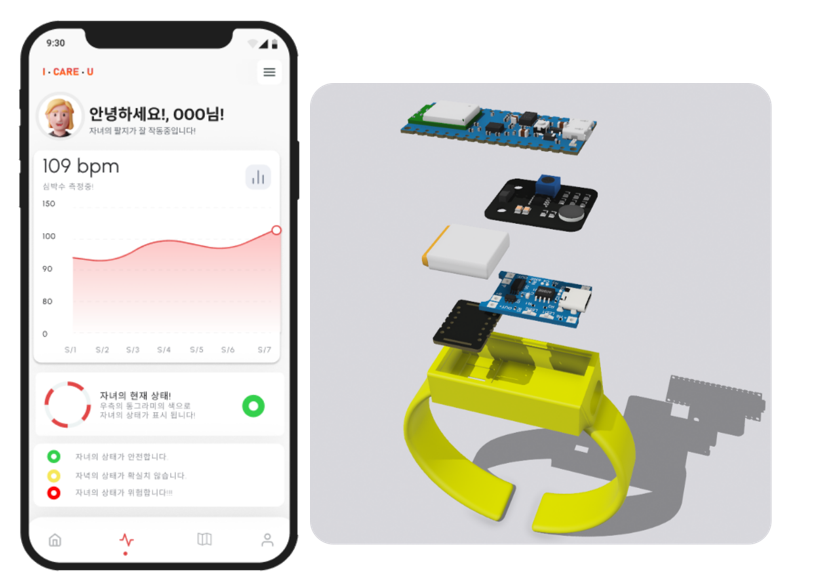 9:30
I · CARE · U
안녕하세요!, OOO님!
자녀의 팔찌가 잘 작동중입니다!
109 bpm
심박수 측정중!
150
100
90
80
0
S/1 S/2 S/3 S/4 S/5 S/6 S/7
자녀의 현재 상태!
우측의 동그라미의 색으로
자녀의 상태가 표시 됩니다!
자녀의 상태가 안전합니다.
자녁의 상태가 확실지 않습니다.
자녀의 상태가 위험합니다!!!